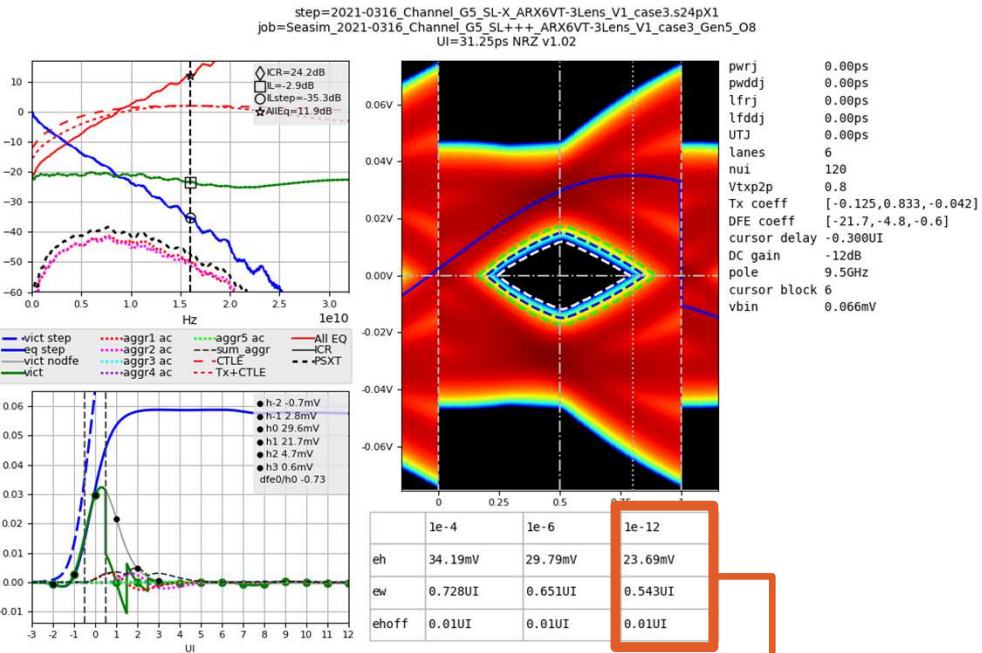 step=2021-0316_Channel_G5_SL-X_ARX6VT-3Lens_V1_case3.s24pX1
job=Seasim_2021-0316_Channel_G5_SL+++_ARX6VT-3Lens_V1_case3_Gen5_O8
UI=31.25ps NRZ v1.02
10
0
−10
−20
−30
−40
−50
−60
ICR=24.2dB
IL=-2.9dB
ILstep=-35.3dB
AllEq=11.9dB
0.0 0.5 1.0 1.5 2.0 2.5 3.0
Hz 1e10
vict step aggr1 ac aggr5 ac All EQ
eq step aggr2 ac sum_aggr ICR
vict nodfe aggr3 ac CTLE PSXT
vict aggr4 ac Tx+CTLE
0.06
0.05
0.04
0.03
0.02
0.01
0.00
-0.01
h-2 -0.7mV
h-1 2.8mV
h0 29.6mV
h1 21.7mV
h2 4.7mV
h3 0.6mV
dfe0/h0 -0.73
-3 -2 -1 0 1 2 3 4 5 6 7 8 9 10 11 12
UI
0.06V
0.04V
0.02V
0.00V
-0.02V
-0.04V
-0.06V
0 0.25 0.5 0.75 1
pwrj 0.00ps
pwddj 0.00ps
lfrj 0.00ps
lfddj 0.00ps
UTJ 0.00ps
lanes 6
nui 120
Vtxp2p 0.8
Tx coeff [-0.125,0.833,-0.042]
DFE coeff [-21.7,-4.8,-0.6]
cursor delay -0.300UI
DC gain -12dB
pole 9.5GHz
cursor block 6
vbin 0.066mV
1e-4 1e-6 1e-12
eh 34.19mV 29.79mV 23.69mV
ew 0.728UI 0.651UI 0.543UI
ehoff 0.01UI 0.01UI 0.01UI